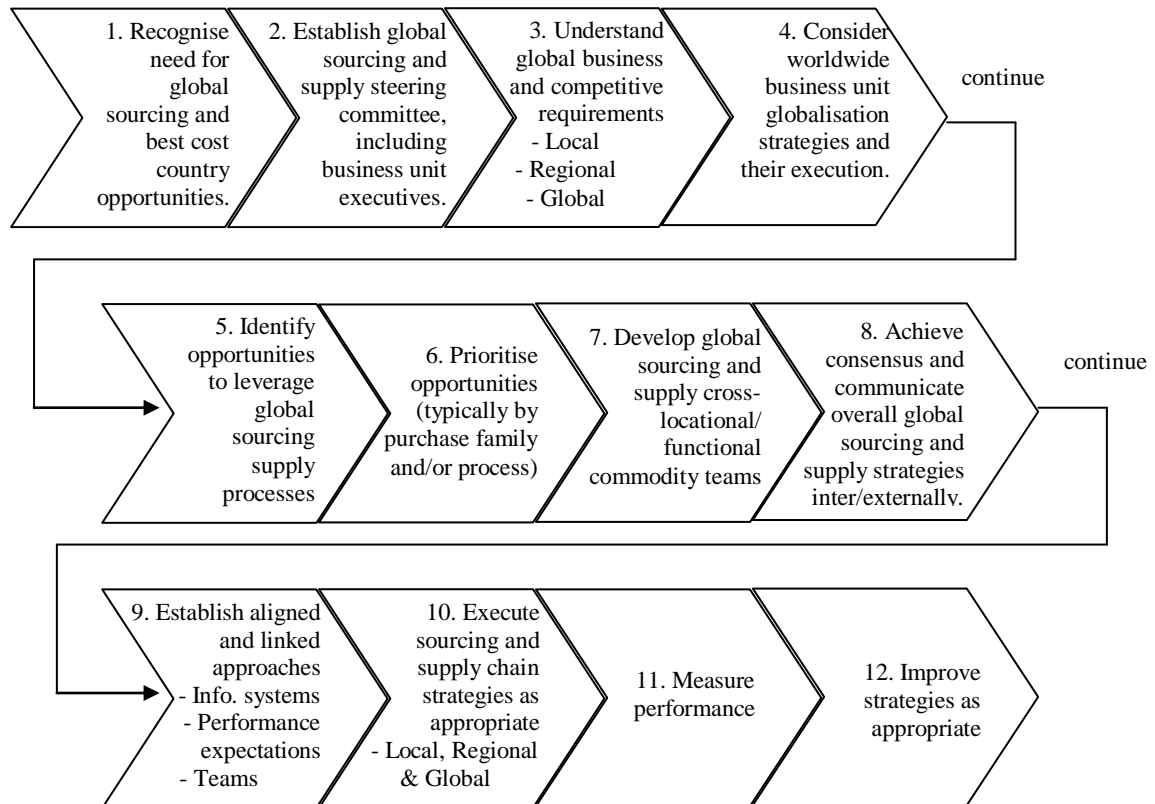 1. Recognise
need for
global
sourcing and
best cost
country
opportunities.
2. Establish global
sourcing and
supply steering
committee,
including
business unit
executives.
3. Understand
global business
and competitive
requirements
- Local
- Regional
- Global
4. Consider
worldwide
business unit
globalisation
strategies and
their execution.
continue
5. Identify
opportunities
to leverage
global
sourcing
supply
processes
6. Prioritise
opportunities
(typically by
purchase family
and/or process)
7. Develop global
sourcing and
supply cross-
locational/
functional
commodity teams
8. Achieve
consensus and
communicate
overall global
sourcing and
supply strategies
inter/externally.
continue
9. Establish aligned
and linked
approaches
- Info. systems
- Performance
expectations
- Teams
10. Execute
sourcing and
supply chain
strategies as
appropriate
- Local, Regional
& Global
11. Measure
performance
12. Improve
strategies as
appropriate